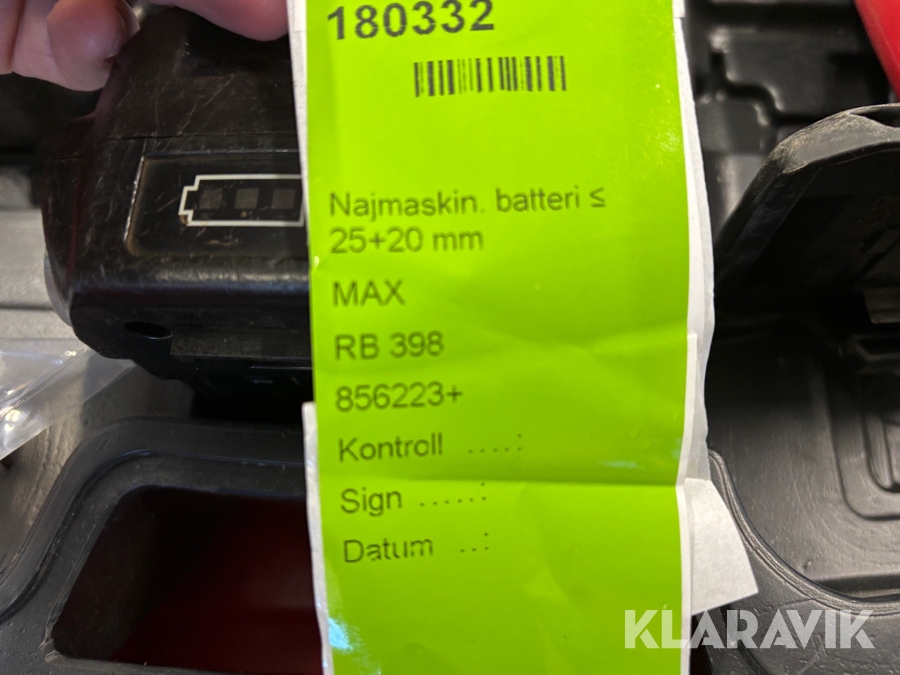 180332
Najmaskin. batteri ≤
25+20 mm
MAX
RB 398
856223+
Kontroll ....:
Sign .....:
Datum ..:
KLARAVIK